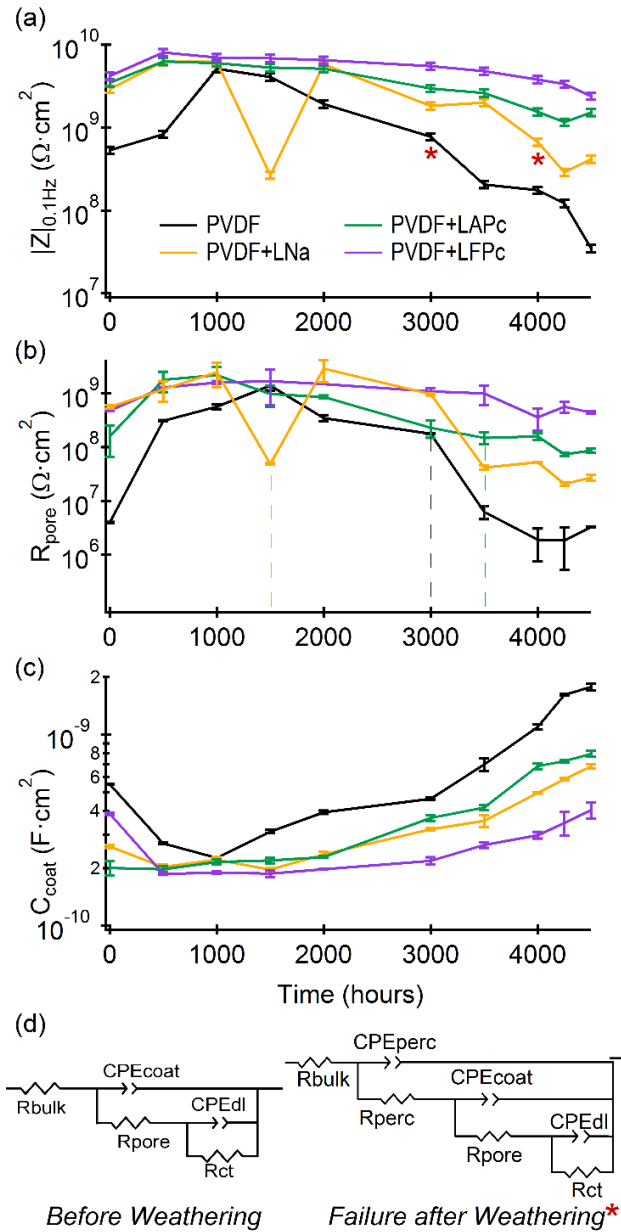 (a)
10^10
10^9
10^8
10^7
|Z|0.1Hz (Ω·cm^2)
*
*
PVDF
PVDF+LAPc
PVDF+LNa
PVDF+LFPc
0
1000
2000
3000
4000
(b)
10^9
10^8
10^7
10^6
Rpore (Ω·cm^2)
0
1000
2000
3000
4000
(c)
2
10^-9
8
6
4
2
10^-10
Ccoat (F·cm^2)
0
1000
2000
3000
4000
Time (hours)
(d)
CPEcoat
Rbulk
CPEdl
Rpore
Rct
Before Weathering
CPEperc
Rbulk
CPEcoat
Rperc
CPEdl
Rpore
Rct
Failure after Weathering*